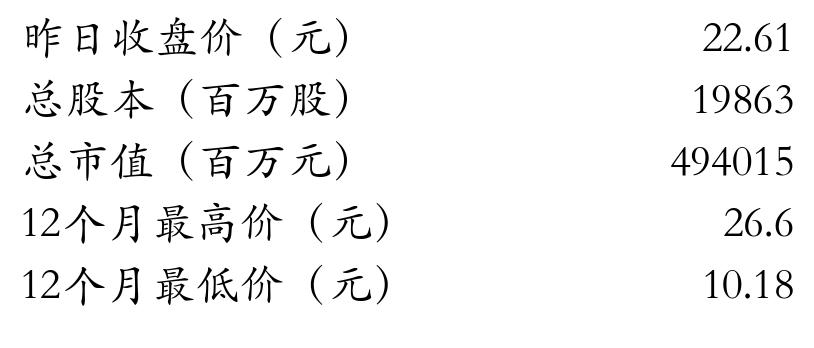 昨日收盘价（元） 22.61
总股本（百万股） 19863
总市值（百万元） 494015
12个月最高价（元） 26.6
12个月最低价（元） 10.18